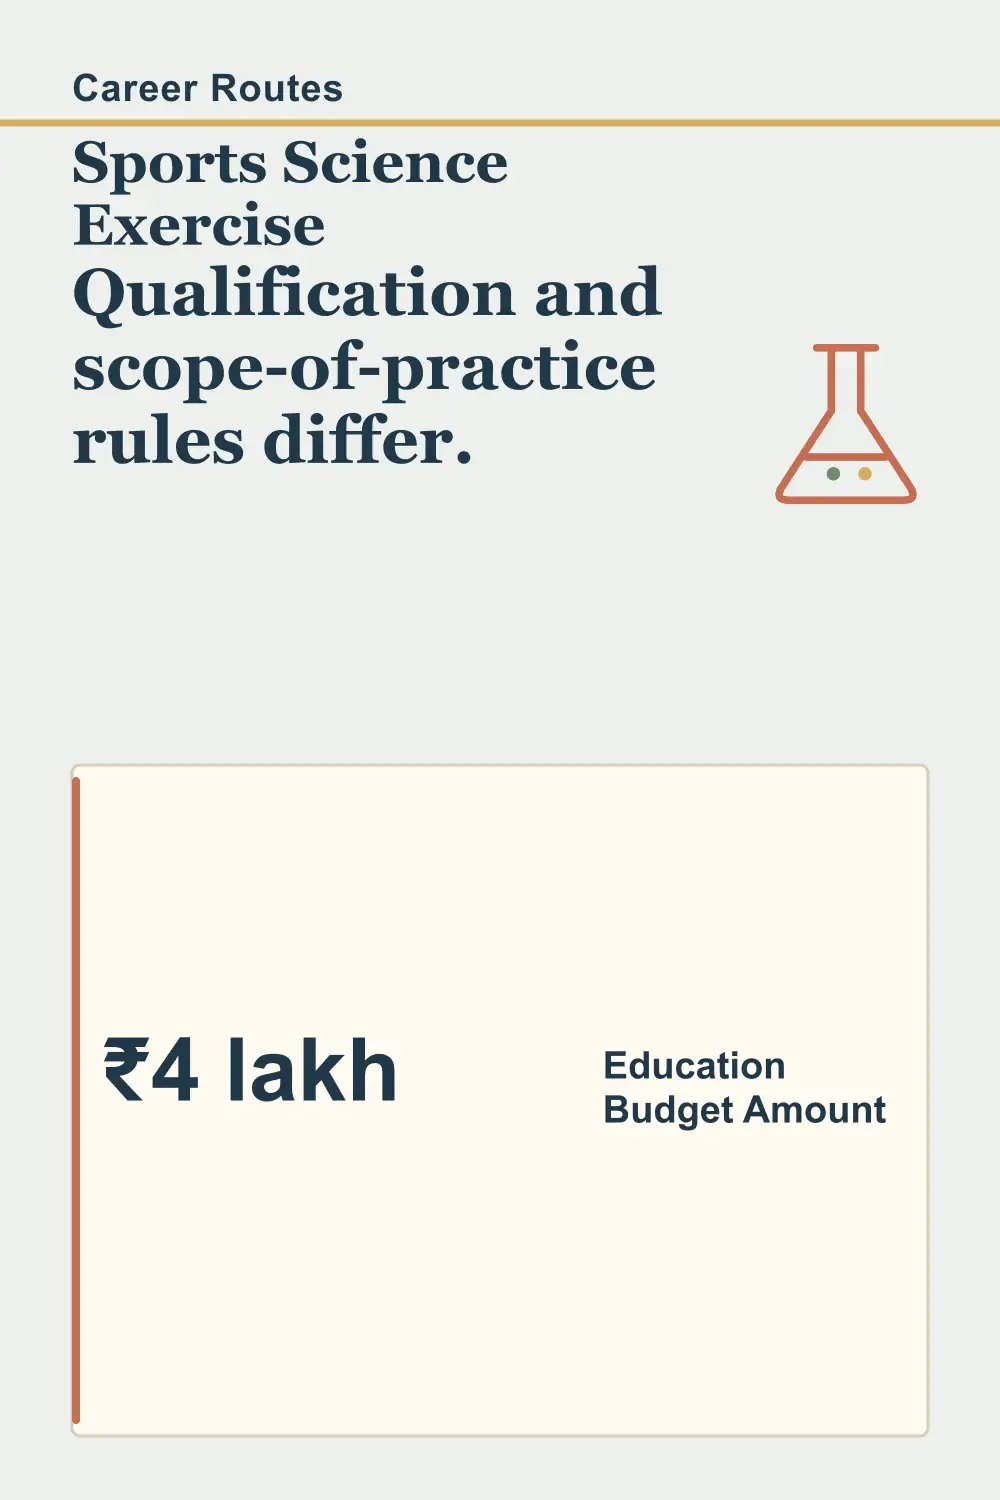 Career Routes
Sports Science
Exercise
Qualification and
scope-of-practice
rules differ.
₹4 lakh
Education
Budget Amount